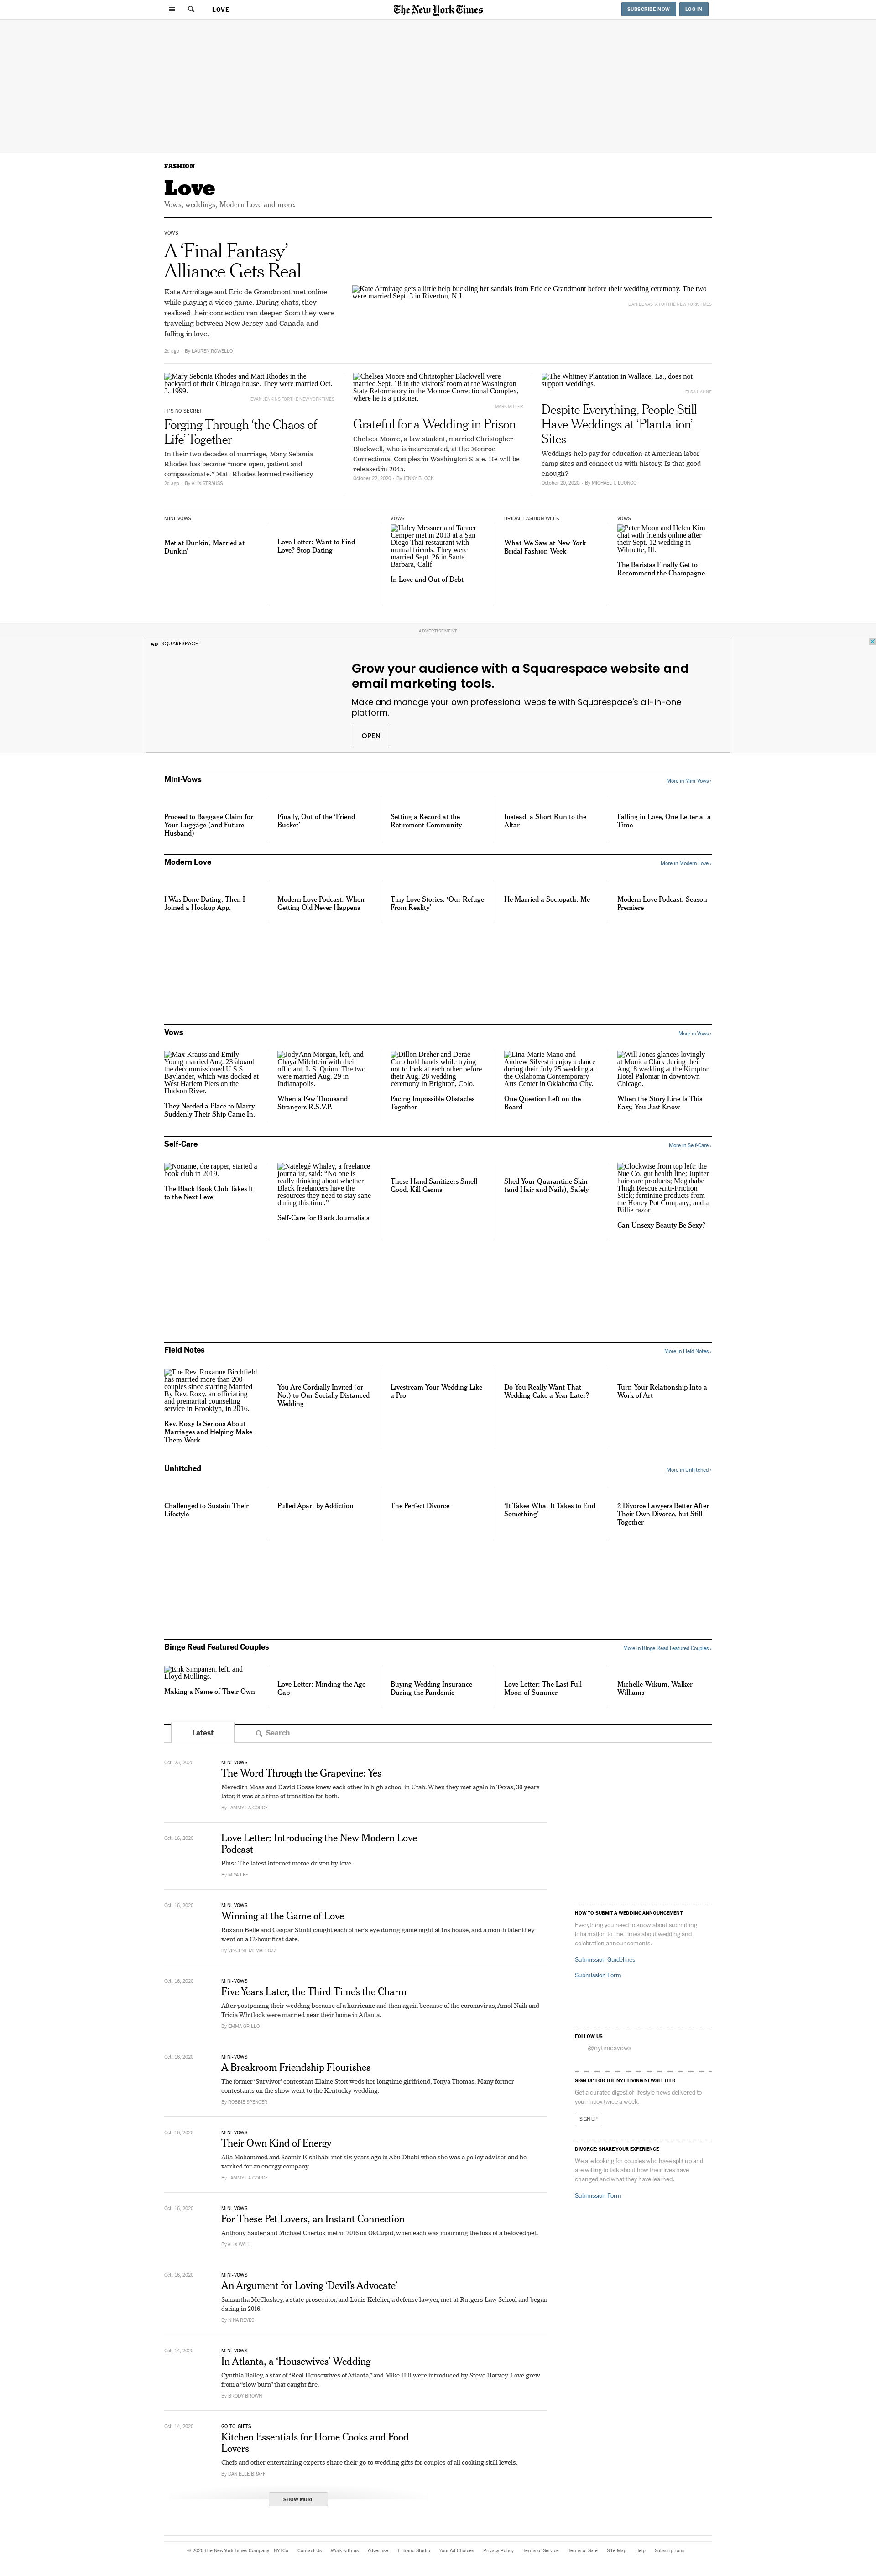 LOVE
The New York Times
SUBSCRIBE NOW
LOG IN
FASHION
Love
Vows, weddings, Modern Love and more.
VOWS
A ‘Final Fantasy’
Alliance Gets Real
Kate Armitage and Eric de Grandmont met online
while playing a video game. During chats, they
realized their connection ran deeper. Soon they were
traveling between New Jersey and Canada and
falling in love.
2d ago · By LAUREN ROWELLO
Kate Armitage gets a little help buckling her sandals from Eric de Grandmont before their wedding ceremony. The two
were married Sept. 3 in Riverton, N.J.
Mary Sebonia Rhodes and Matt Rhodes in the
backyard of their Chicago house. They were married Oct.
3, 1999.
IT’S NO SECRET
Forging Through ‘the Chaos of
Life’ Together
In their two decades of marriage, Mary Sebonia
Rhodes has become “more open, patient and
compassionate.” Matt Rhodes learned resiliency.
2d ago · By ALIX STRAUSS
Chelsea Moore and Christopher Blackwell were
married Sept. 18 in the visitors’ room at the Washington
State Reformatory in the Monroe Correctional Complex,
where he is a prisoner.
MARK MILLER
Grateful for a Wedding in Prison
Chelsea Moore, a law student, married Christopher
Blackwell, who is incarcerated, at the Monroe
Correctional Complex in Washington State. He will be
released in 2045.
October 22, 2020 · By JENNY BLOCK
The Whitney Plantation in Wallace, La., does not
support weddings.
Despite Everything, People Still
Have Weddings at ‘Plantation’
Sites
Weddings help pay for education at American labor
camp sites and connect us with history. Is that good
enough?
October 20, 2020 · By MICHAEL T. LUONGO
MINI-VOWS
Met at Dunkin’, Married at
Dunkin’
Love Letter: Want to Find
Love? Stop Dating
VOWS
Haley Messner and Tanner
Cemper met in 2013 at a San
Diego Thai restaurant with
mutual friends. They were
married Sept. 26 in Santa
Barbara, Calif.
In Love and Out of Debt
BRIDAL FASHION WEEK
What We Saw at New York
Bridal Fashion Week
VOWS
Peter Moon and Helen Kim
chat with friends online after
their Sept. 12 wedding in
Wilmette, Ill.
The Baristas Finally Get to
Recommend the Champagne
ADVERTISEMENT
AD SQUARESPACE
Grow your audience with a Squarespace website and
email marketing tools.
Make and manage your own professional website with Squarespace's all-in-one
platform.
OPEN
Mini-Vows
More in Mini-Vows ›
Proceed to Baggage Claim for
Your Luggage (and Future
Husband)
Finally, Out of the ‘Friend
Bucket’
Setting a Record at the
Retirement Community
Instead, a Short Run to the
Altar
Falling in Love, One Letter at a
Time
Modern Love
More in Modern Love ›
I Was Done Dating. Then I
Joined a Hookup App.
Modern Love Podcast: When
Getting Old Never Happens
Tiny Love Stories: ‘Our Refuge
From Reality’
He Married a Sociopath: Me
Modern Love Podcast: Season
Premiere
Vows
More in Vows ›
Max Krauss and Emily
Young married Aug. 23 aboard
the decommissioned U.S.S.
Baylander, which was docked at
West Harlem Piers on the
Hudson River.
They Needed a Place to Marry.
Suddenly Their Ship Came In.
JodyAnn Morgan, left, and
Chaya Milchtein with their
officiant, L.S. Quinn. The two
were married Aug. 29 in
Indianapolis.
When a Few Thousand
Strangers R.S.V.P.
Dillon Dreher and Derae
Caro hold hands while trying
not to look at each other before
their Aug. 28 wedding
ceremony in Brighton, Colo.
Facing Impossible Obstacles
Together
Lina-Marie Mano and
Andrew Silvestri enjoy a dance
during their July 25 wedding at
the Oklahoma Contemporary
Arts Center in Oklahoma City.
One Question Left on the
Board
Will Jones glances lovingly
at Monica Clark during their
Aug. 8 wedding at the Kimpton
Hotel Palomar in downtown
Chicago.
When the Story Line Is This
Easy, You Just Know
Self-Care
More in Self-Care ›
Noname, the rapper, started a
book club in 2019.
The Black Book Club Takes It
to the Next Level
Natelegé Whaley, a freelance
journalist, said: “No one is
really thinking about whether
Black freelancers have the
resources they need to stay sane
during this time.”
Self-Care for Black Journalists
These Hand Sanitizers Smell
Good, Kill Germs
Shed Your Quarantine Skin
(and Hair and Nails), Safely
Clockwise from top left: the
Nue Co. gut health line; Jupiter
hair-care products; Megababe
Thigh Rescue Anti-Friction
Stick; feminine products from
the Honey Pot Company; and a
Billie razor.
Can Unsexy Beauty Be Sexy?
Field Notes
More in Field Notes ›
The Rev. Roxanne Birchfield
has married more than 200
couples since starting Married
By Rev. Roxy, an officiating
and premarital counseling
service in Brooklyn, in 2016.
Rev. Roxy Is Serious About
Marriages and Helping Make
Them Work
You Are Cordially Invited (or
Not) to Our Socially Distanced
Wedding
Livestream Your Wedding Like
a Pro
Do You Really Want That
Wedding Cake a Year Later?
Turn Your Relationship Into a
Work of Art
Unhitched
More in Unhitched ›
Challenged to Sustain Their
Lifestyle
Pulled Apart by Addiction
The Perfect Divorce
‘It Takes What It Takes to End
Something’
2 Divorce Lawyers Better After
Their Own Divorce, but Still
Together
Binge Read Featured Couples
More in Binge Read Featured Couples ›
Erik Simpanen, left, and
Lloyd Mullings.
Making a Name of Their Own
Love Letter: Minding the Age
Gap
Buying Wedding Insurance
During the Pandemic
Love Letter: The Last Full
Moon of Summer
Michelle Wikum, Walker
Williams
Latest
Search
Oct. 23, 2020
MINI-VOWS
The Word Through the Grapevine: Yes
Meredith Moss and David Gosse knew each other in high school in Utah. When they met again in Texas, 30 years
later, it was at a time of transition for both.
By TAMMY LA GORCE
Oct. 16, 2020
Love Letter: Introducing the New Modern Love
Podcast
Plus: The latest internet meme driven by love.
By MIYA LEE
Oct. 16, 2020
MINI-VOWS
Winning at the Game of Love
Roxann Belle and Gaspar Stinfil caught each other’s eye during game night at his house, and a month later they
went on a 12-hour first date.
By VINCENT M. MALLOZZI
Oct. 16, 2020
MINI-VOWS
Five Years Later, the Third Time’s the Charm
After postponing their wedding because of a hurricane and then again because of the coronavirus, Amol Naik and
Tricia Whitlock were married near their home in Atlanta.
By EMMA GRILLO
Oct. 16, 2020
MINI-VOWS
A Breakroom Friendship Flourishes
The former ‘Survivor’ contestant Elaine Stott weds her longtime girlfriend, Tonya Thomas. Many former
contestants on the show went to the Kentucky wedding.
By ROBBIE SPENCER
Oct. 16, 2020
MINI-VOWS
Their Own Kind of Energy
Alia Mohammed and Saamir Elshihabi met six years ago in Abu Dhabi when she was a policy adviser and he
worked for an energy company.
By TAMMY LA GORCE
Oct. 16, 2020
MINI-VOWS
For These Pet Lovers, an Instant Connection
Anthony Sauler and Michael Chertok met in 2016 on OkCupid, when each was mourning the loss of a beloved pet.
By ALIX WALL
Oct. 16, 2020
MINI-VOWS
An Argument for Loving ‘Devil’s Advocate’
Samantha McCluskey, a state prosecutor, and Louis Keleher, a defense lawyer, met at Rutgers Law School and began
dating in 2016.
By NINA REYES
Oct. 14, 2020
MINI-VOWS
In Atlanta, a ‘Housewives’ Wedding
Cynthia Bailey, a star of “Real Housewives of Atlanta,” and Mike Hill were introduced by Steve Harvey. Love grew
from a “slow burn” that caught fire.
By BRODY BROWN
Oct. 14, 2020
GO-TO-GIFTS
Kitchen Essentials for Home Cooks and Food
Lovers
Chefs and other entertaining experts share their go-to wedding gifts for couples of all cooking skill levels.
By DANIELLE BRAFF
SHOW MORE
HOW TO SUBMIT A WEDDING ANNOUNCEMENT
Everything you need to know about submitting
information to The Times about wedding and
celebration announcements.
Submission Guidelines
Submission Form
FOLLOW US
@nytimesvows
SIGN UP FOR THE NYT LIVING NEWSLETTER
Get a curated digest of lifestyle news delivered to
your inbox twice a week.
SIGN UP
DIVORCE: SHARE YOUR EXPERIENCE
We are looking for couples who have split up and
are willing to talk about how their lives have
changed and what they have learned.
Submission Form
© 2020 The New York Times Company
NYTCo
Contact Us
Work with us
Advertise
T Brand Studio
Your Ad Choices
Privacy Policy
Terms of Service
Terms of Sale
Site Map
Help
Subscriptions